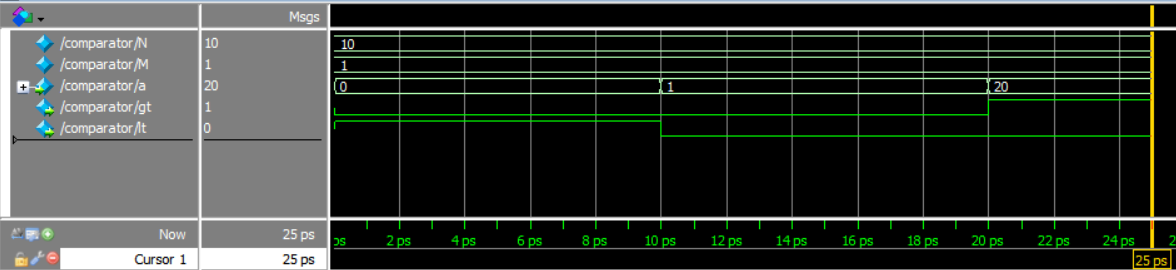 Msgs
/comparator/N 10 10
/comparator/M 1 1
/comparator/a 20 0 1 20
/comparator/gt 1
/comparator/lt 0
Now 25 ps ps 2 ps 4 ps 6 ps 8 ps 10 ps 12 ps 14 ps 16 ps 18 ps 20 ps 22 ps 24 ps 2
Cursor 1 25 ps 25 ps